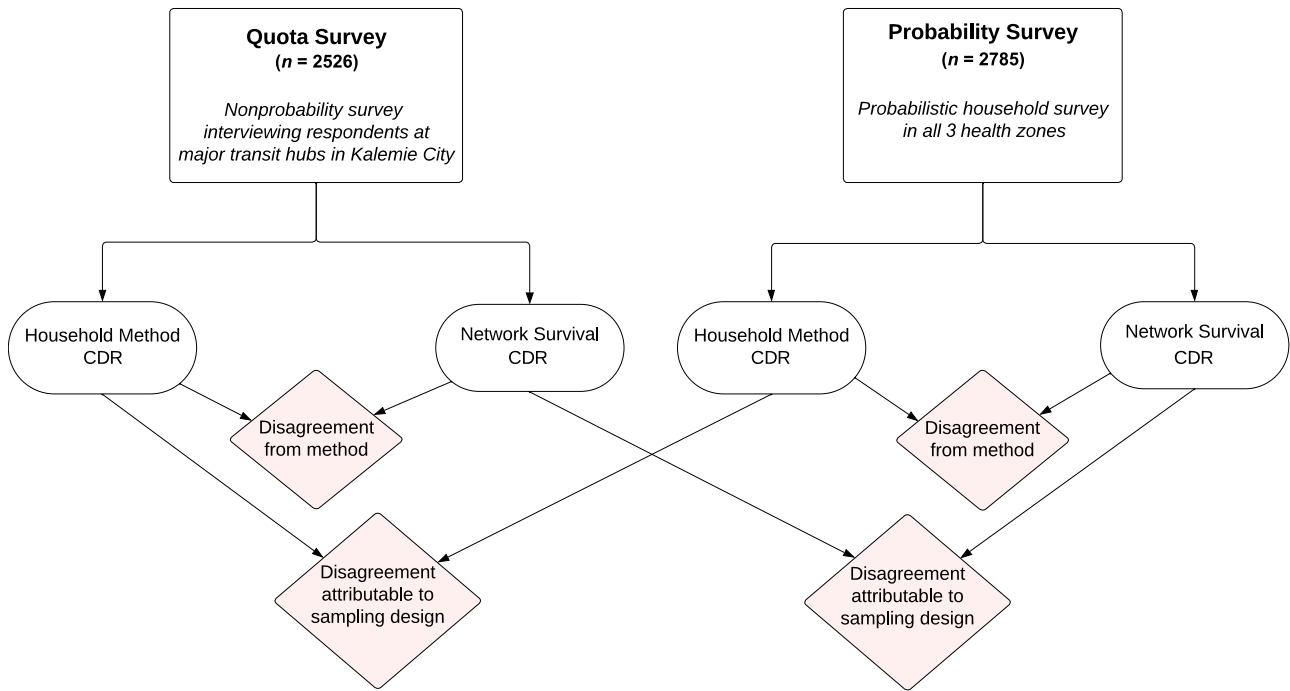 Quota Survey
(n = 2526)
Nonprobability survey
interviewing respondents at
major transit hubs in Kalemie City
Probability Survey
(n = 2785)
Probabilistic household survey
in all 3 health zones
Household Method
CDR
Network Survival
CDR
Household Method
CDR
Network Survival
CDR
Disagreement
from method
Disagreement
from method
Disagreement
attributable to
sampling design
Disagreement
attributable to
sampling design